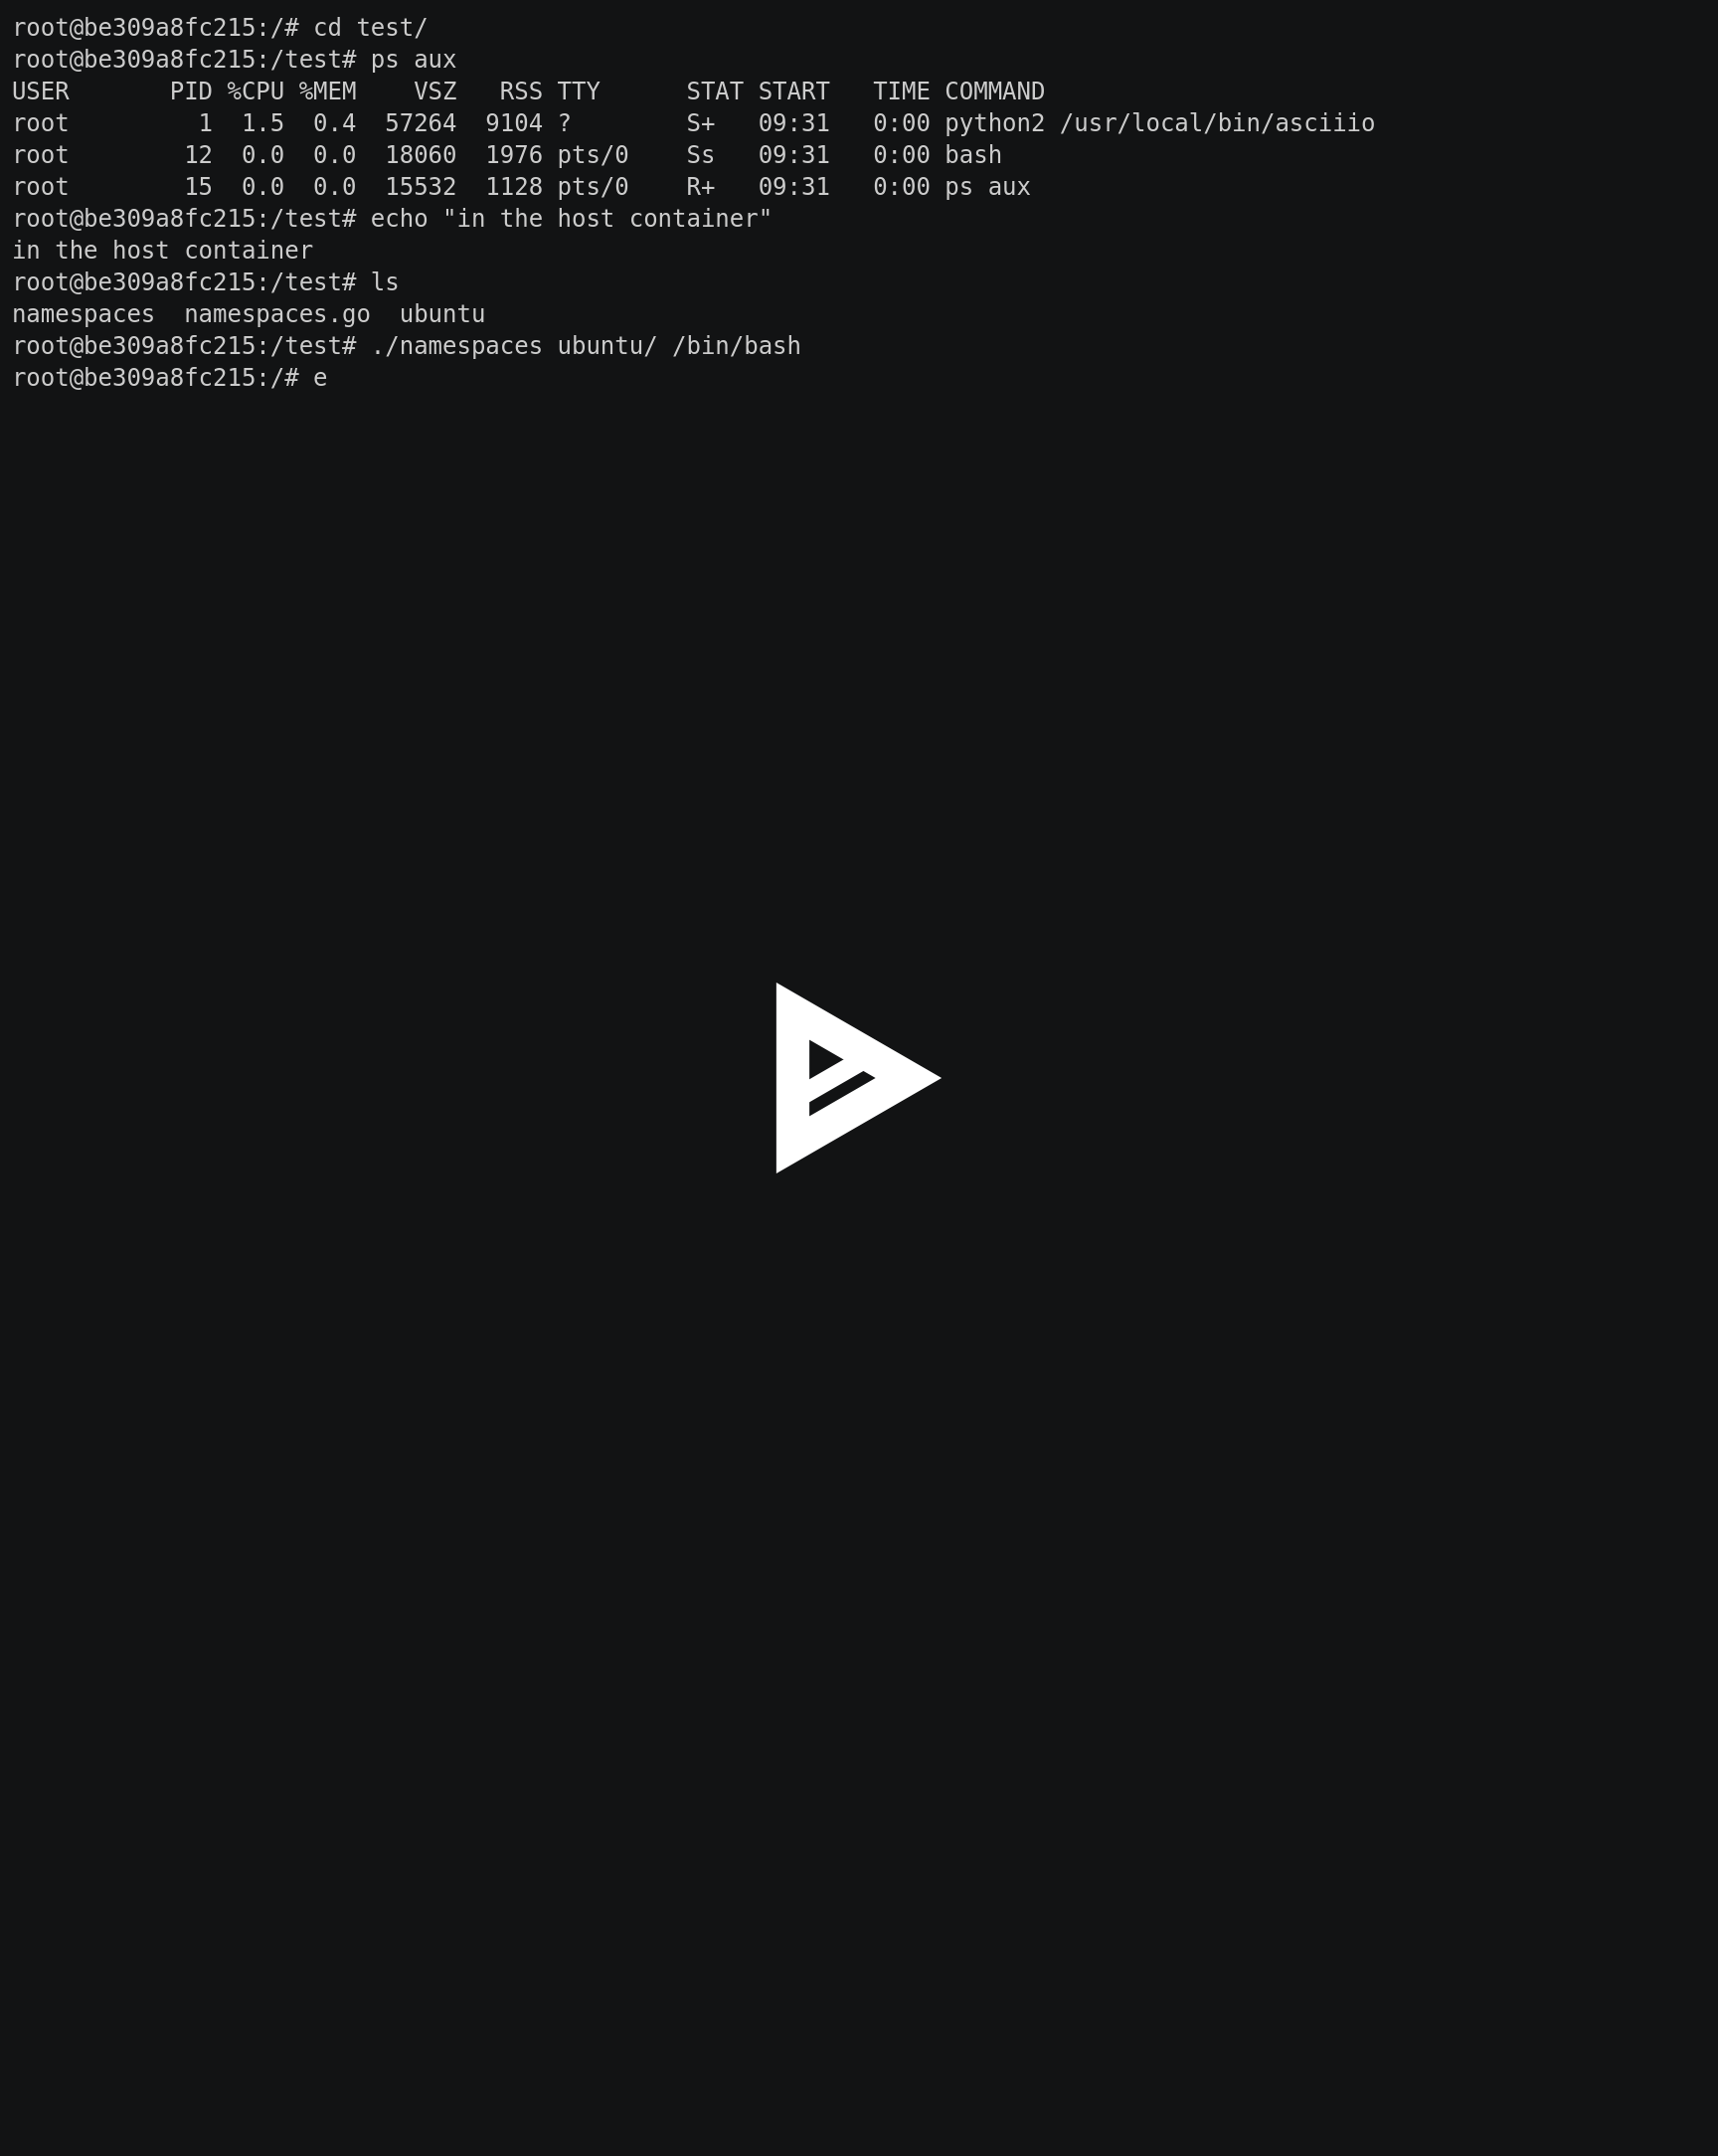 root@be309a8fc215:/# cd test/
root@be309a8fc215:/test# ps aux
USER       PID %CPU %MEM    VSZ   RSS TTY      STAT START   TIME COMMAND
root         1  1.5  0.4  57264  9104 ?        S+   09:31   0:00 python2 /usr/local/bin/asciiio
root        12  0.0  0.0  18060  1976 pts/0    Ss   09:31   0:00 bash
root        15  0.0  0.0  15532  1128 pts/0    R+   09:31   0:00 ps aux
root@be309a8fc215:/test# echo "in the host container"
in the host container
root@be309a8fc215:/test# ls
namespaces  namespaces.go  ubuntu
root@be309a8fc215:/test# ./namespaces ubuntu/ /bin/bash
root@be309a8fc215:/# e